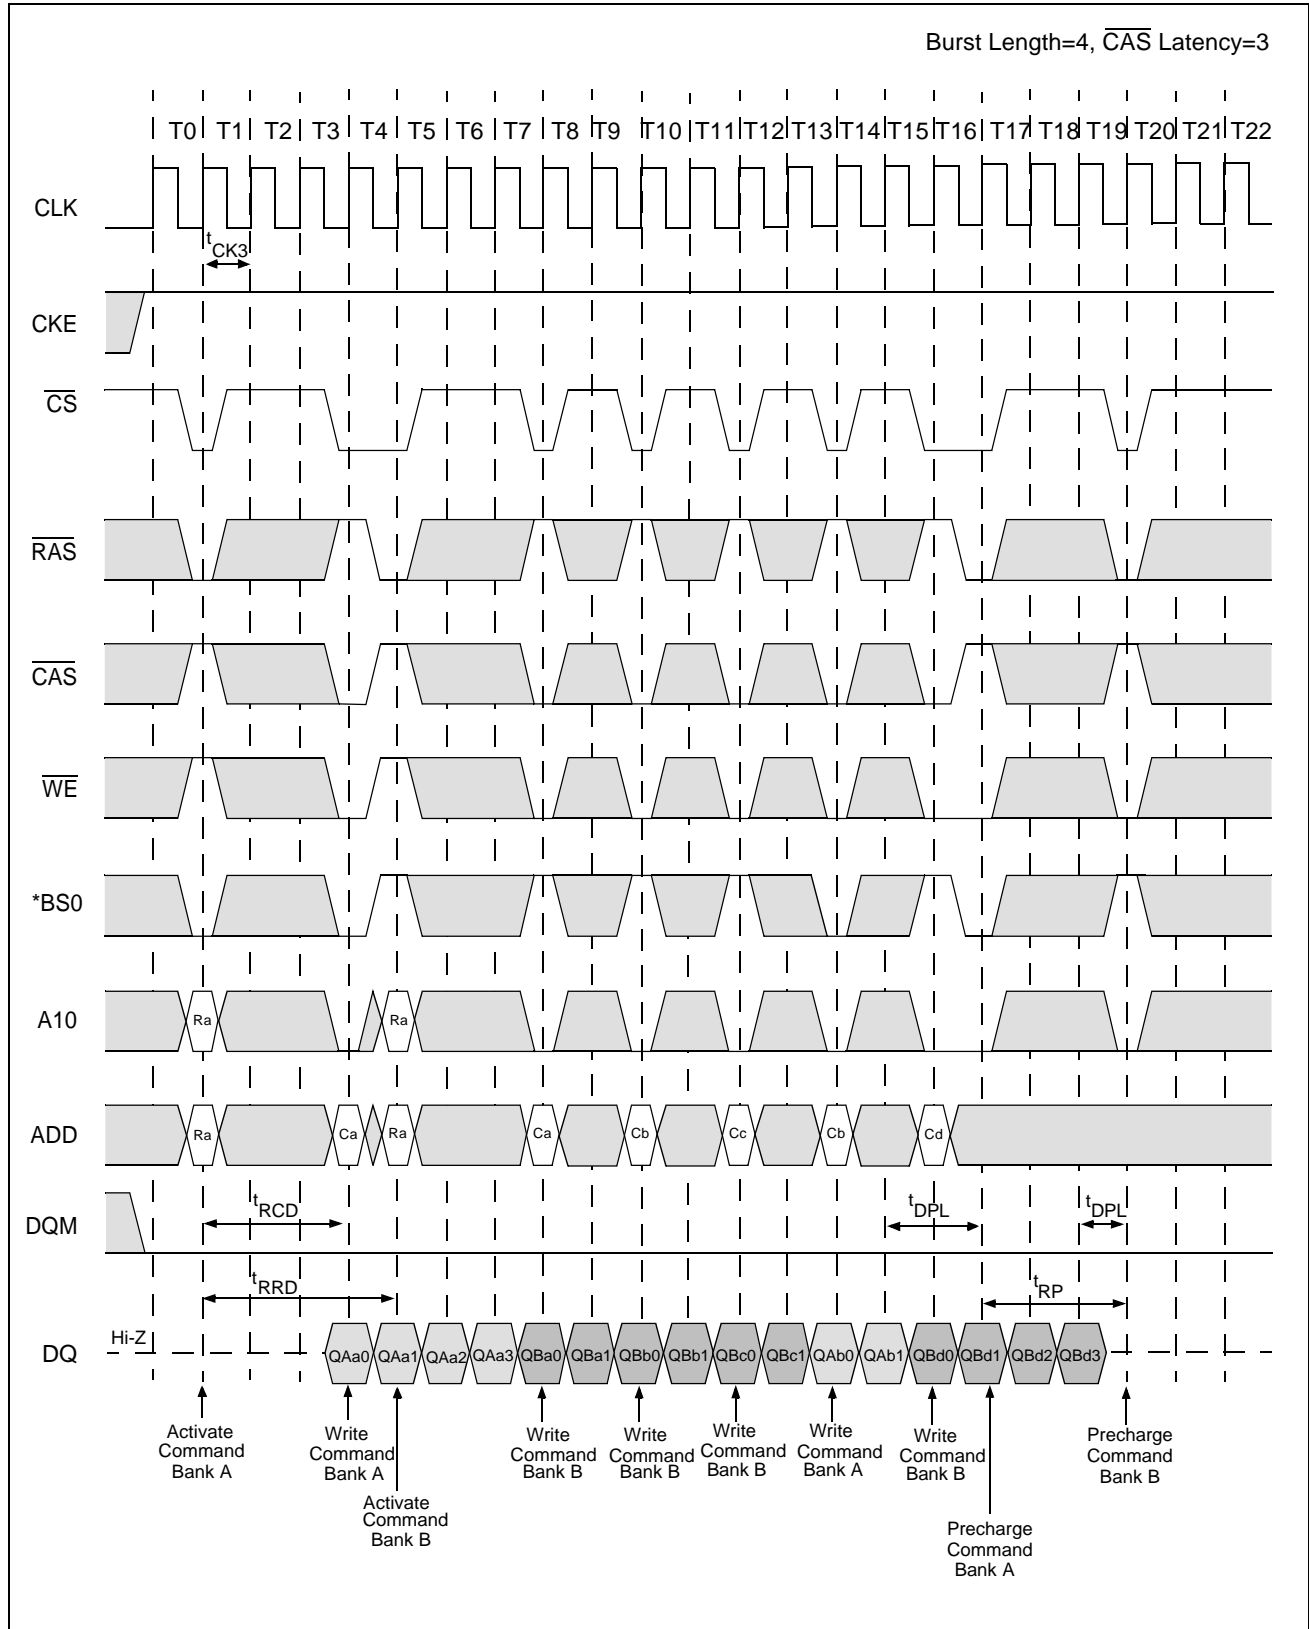 Burst Length=4, CAS Latency=3
T0 T1 T2 T3 T4 T5 T6 T7 T8 T9 T10 T11 T12 T13 T14 T15 T16 T17 T18 T19 T20 T21 T22
CLK
tCK3
CKE
CS
RAS
CAS
WE
*BS0
A10
Ra Ra
ADD
Ra Ca Ra Ca Cb Cc Cb Cd
DQM
tRCD tDPL tDPL
tRRD tRP
Hi-Z
DQ
QAa0 QAa1 QAa2 QAa3 QBa0 QBa1 QBb0 QBb1 QBc0 QBc1 QAb0 QAb1 QBd0 QBd1 QBd2 QBd3
Activate
Command
Bank A
Write
Command
Bank A
Activate
Command
Bank B
Write
Command
Bank B
Write
Command
Bank B
Write
Command
Bank B
Write
Command
Bank A
Write
Command
Bank B
Precharge
Command
Bank A
Precharge
Command
Bank B